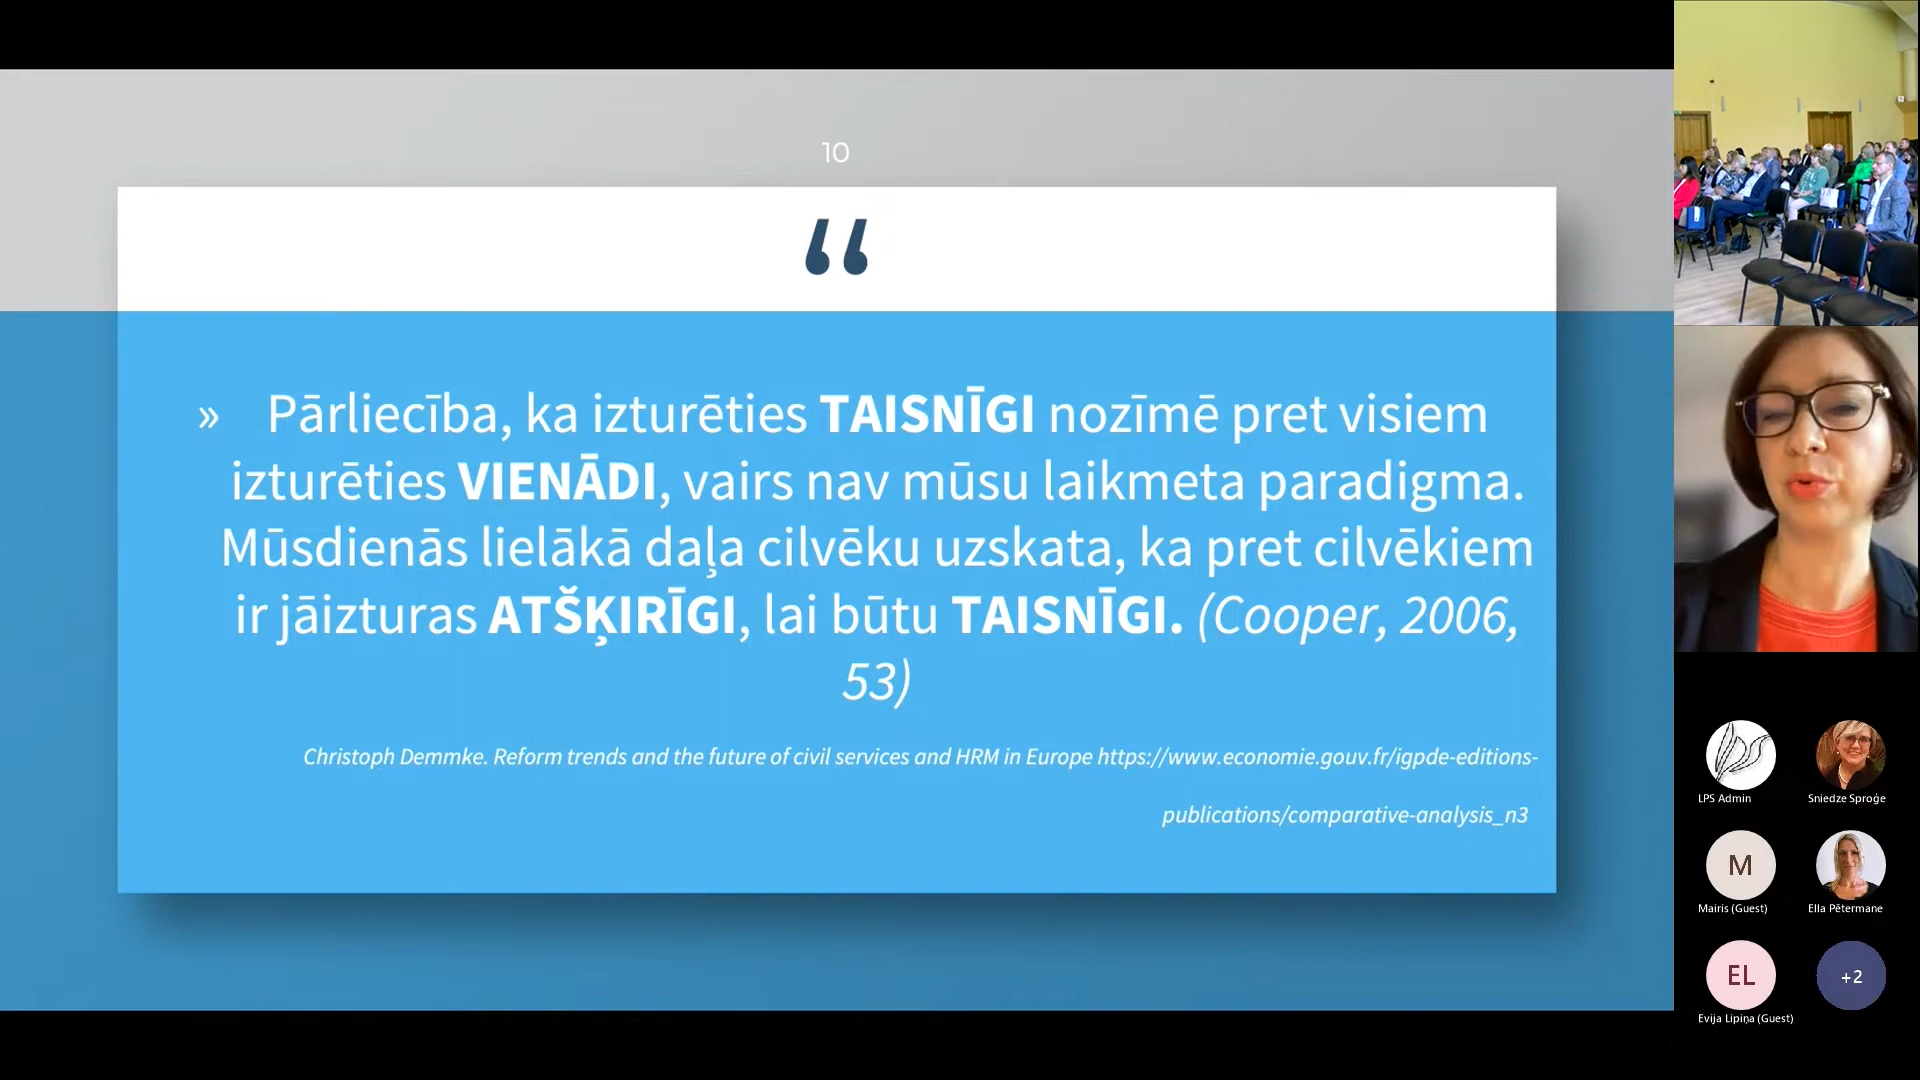 10
“
» Pārliecība, ka izturēties TAISNĪGI nozīmē pret visiem
izturēties VIENĀDI, vairs nav mūsu laikmeta paradigma.
Mūsdienās lielākā daļa cilvēku uzskata, ka pret cilvēkiem
ir jāizturas ATŠĶIRĪGI, lai būtu TAISNĪGI. (Cooper, 2006,
53)
Christoph Demmke. Reform trends and the future of civil services and HRM in Europe https://www.economie.gouv.fr/igpde-editions-
publications/comparative-analysis_n3
LPS Admin
Sniedze Sproģe
M
Mairis (Guest)
Ella Pētermane
EL
Evija Lipiņa (Guest)
+2